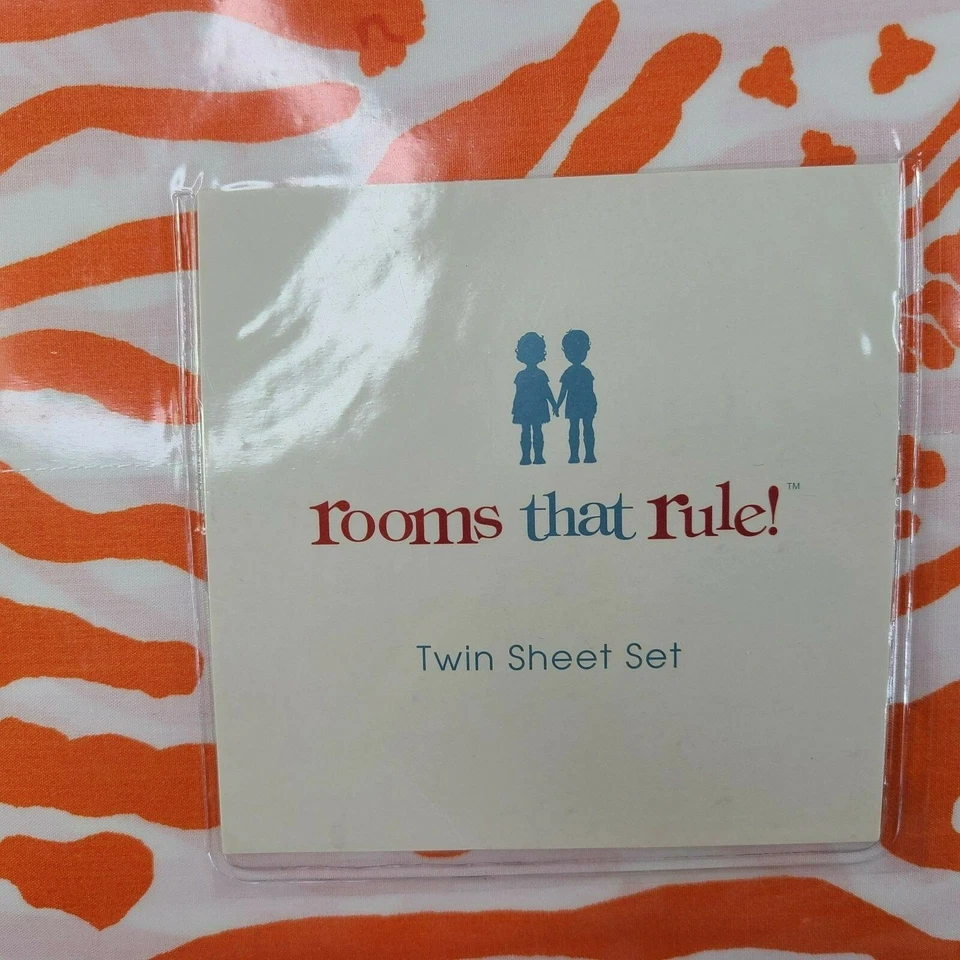 rooms that rule!™
Twin Sheet Set